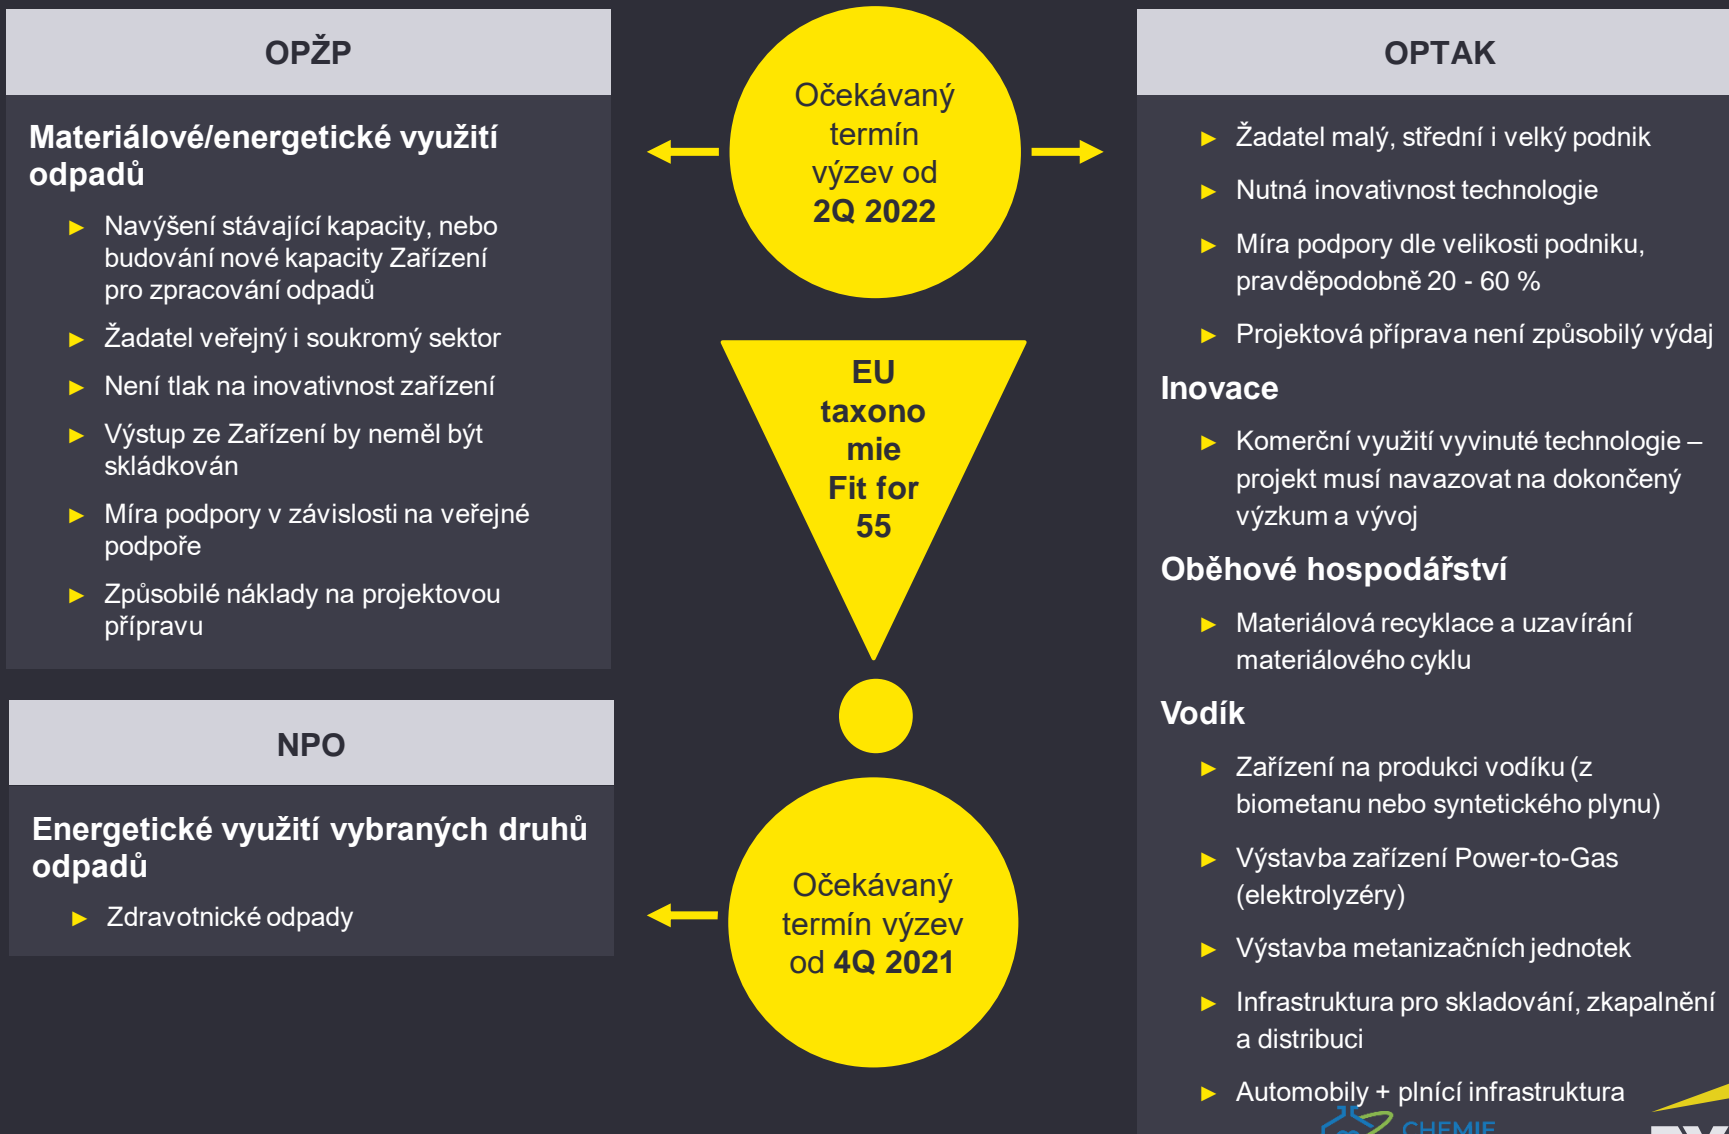 OPŽP
Materiálové/energetické využití
odpadů
► Navýšení stávající kapacity, nebo
budování nové kapacity Zařízení
pro zpracování odpadů
► Žadatel veřejný i soukromý sektor
► Není tlak na inovativnost zařízení
► Výstup ze Zařízení by neměl být
skládkován
► Míra podpory v závislosti na veřejné
podpoře
► Způsobilé náklady na projektovou
přípravu
NPO
Energetické využití vybraných druhů
odpadů
► Zdravotnické odpady
Očekávaný
termín
výzev od
2Q 2022
EU
taxono
mie
Fit for
55
Očekávaný
termín výzev
od 4Q 2021
OPTAK
► Žadatel malý, střední i velký podnik
► Nutná inovativnost technologie
► Míra podpory dle velikosti podniku,
pravděpodobně 20 - 60 %
► Projektová příprava není způsobilý výdaj
Inovace
► Komerční využití vyvinuté technologie –
projekt musí navazovat na dokončený
výzkum a vývoj
Oběhové hospodářství
► Materiálová recyklace a uzavírání
materiálového cyklu
Vodík
► Zařízení na produkci vodíku (z
biometanu nebo syntetického plynu)
► Výstavba zařízení Power-to-Gas
(elektrolyzéry)
► Výstavba metanizačních jednotek
► Infrastruktura pro skladování, zkapalnění
a distribuci
► Automobily + plnící infrastruktura
CHEMIE